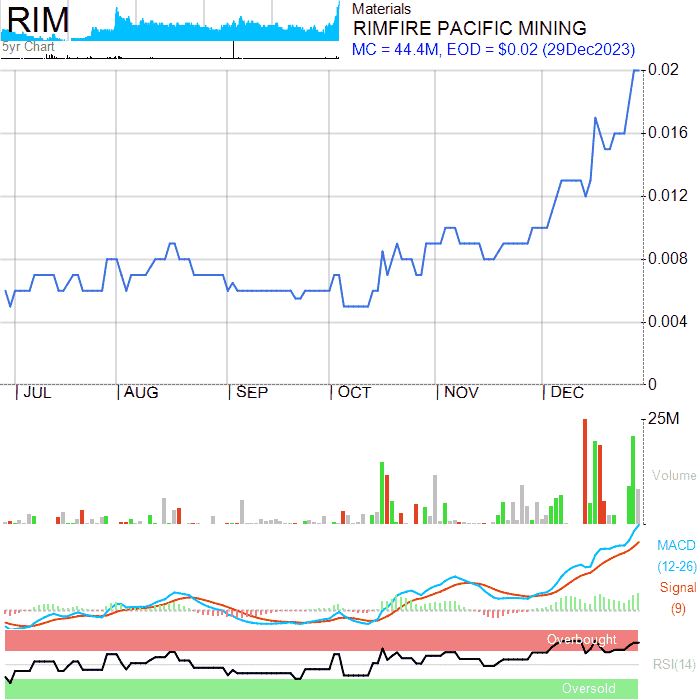 RIM
5yr Chart
Materials
RIMFIRE PACIFIC MINING
MC = 44.4M, EOD = $0.02 (29Dec2023)
0.02
0.016
0.012
0.008
0.004
0
JUL AUG SEP OCT NOV DEC
25M
Volume
MACD
(12-26)
Signal
(9)
Overbought
RSI(14)
Oversold